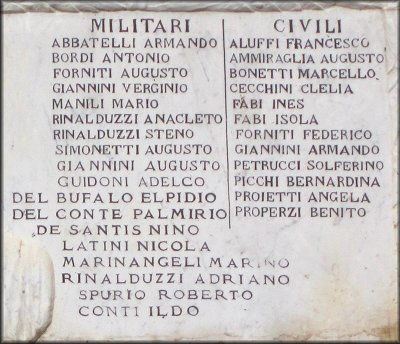 MILITARI
ABBATELLI ARMANDO
BORDI ANTONIO
FORNITI AUGUSTO
GIANNINI VERGINIO
MANILI MARIO
RINALDUZZI ANACLETO
RINALDUZZI STENO
SIMONETTI AUGUSTO
GIANNINI AUGUSTO
GUIDONI ADELCO
DEL BUFALO ELPIDIO
DEL CONTE PALMIRIO
DE SANTIS NINO
LATINI NICOLA
MARINANGELI MARINO
RINALDUZZI ADRIANO
SPURIO ROBERTO
CONTI ILDO
CIVILI
ALUFFI FRANCESCO
AMMIRAGLIA AUGUSTO
BONETTI MARCELLO
CECCHINI CLELIA
FABI INES
FABI ISOLA
FORNITI FEDERICO
GIANNINI ARMANDO
PETRUCCI SOLFERINO
PICCHI BERNARDINA
PROIETTI ANGELA
PROPERZI BENITO